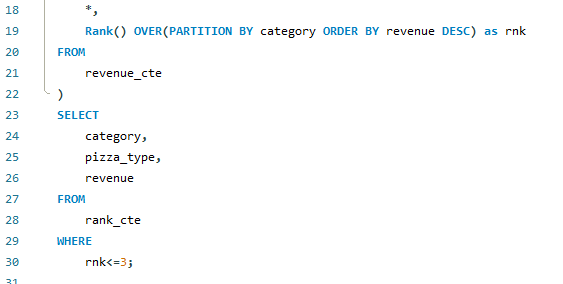 18 *,
19 Rank() OVER(PARTITION BY category ORDER BY revenue DESC) as rnk
20 FROM
21 revenue_cte
22 )
23 SELECT
24 category,
25 pizza_type,
26 revenue
27 FROM
28 rank_cte
29 WHERE
30 rnk<=3;
31